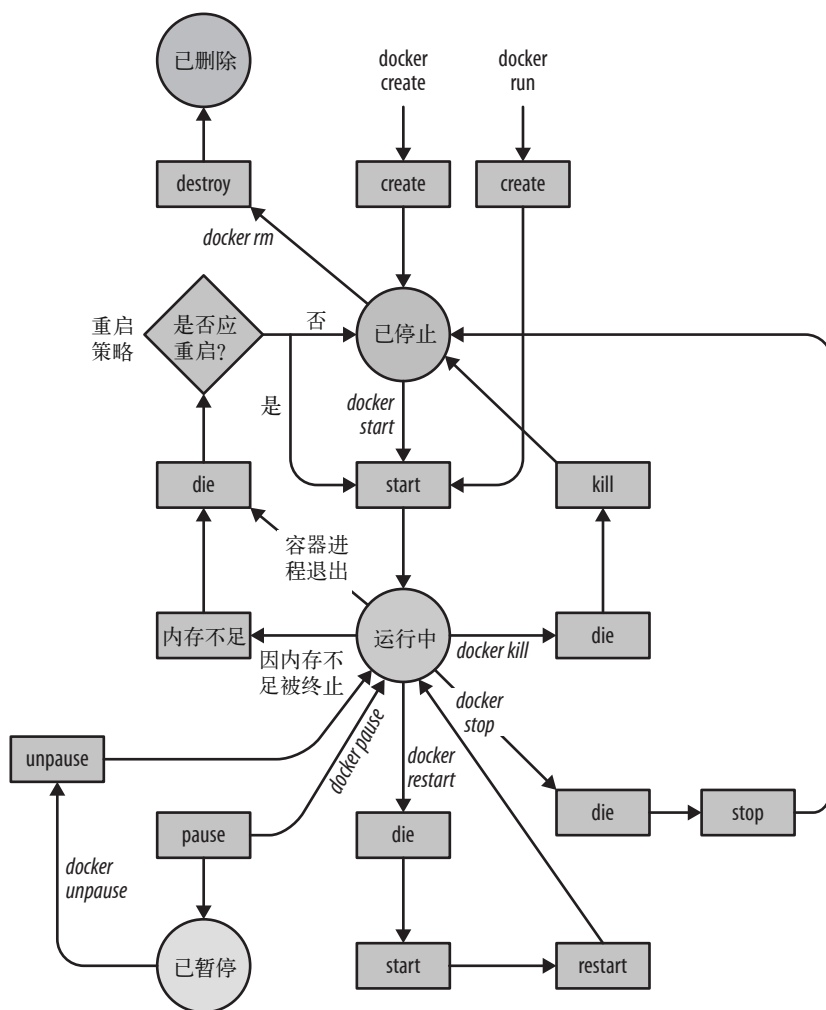 已删除
docker
create
docker
run
destroy
create
create
docker rm
重启
策略
是否应
重启?
否
已停止
是
docker
start
die
start
kill
容器进
程退出
内存不足
运行中
docker kill
die
因内存不
足被终止
docker
stop
docker pause
docker
restart
unpause
pause
die
die
stop
docker
unpause
已暂停
start
restart